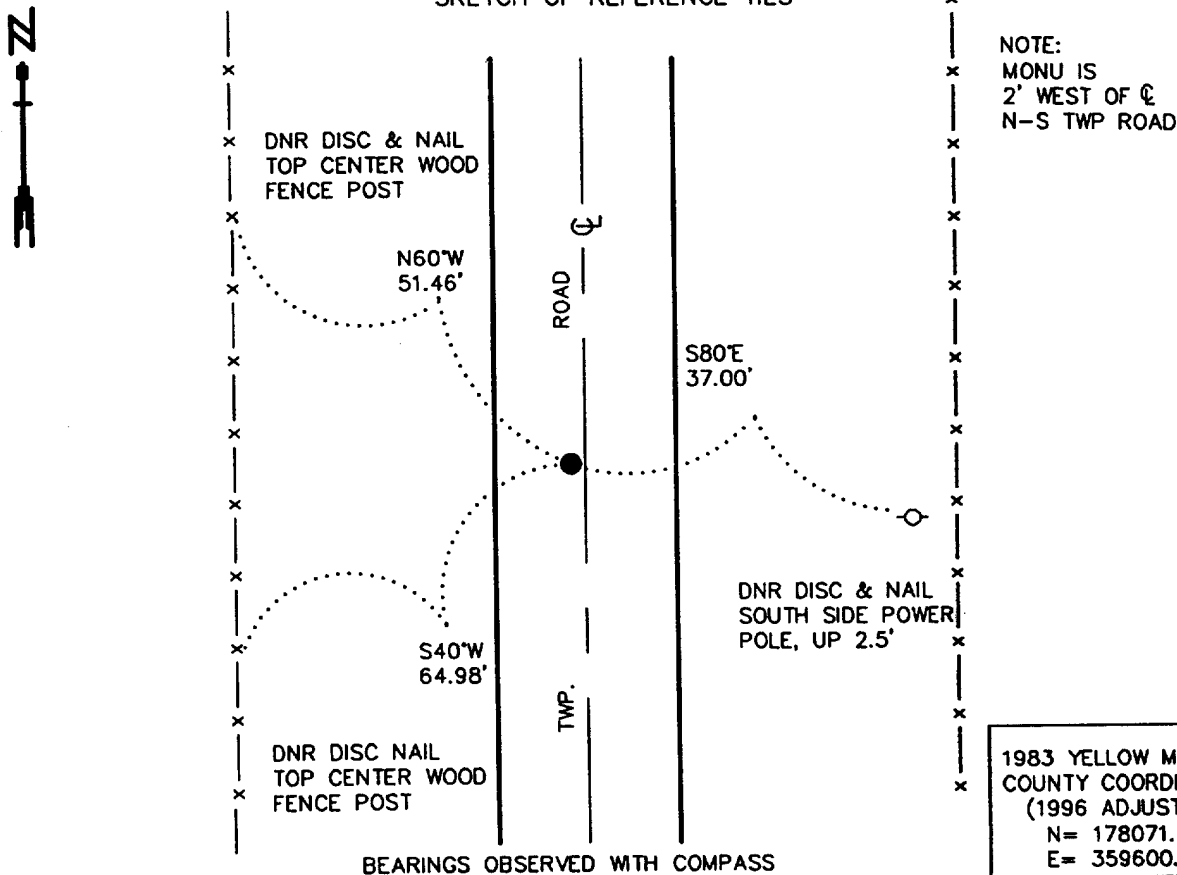 SKETCH OF REFERENCE TIES
N
NOTE:
MONU IS
2' WEST OF ℄
N-S TWP ROAD
DNR DISC & NAIL
TOP CENTER WOOD
FENCE POST
℄
N60°W
51.46'
ROAD
S80°E
37.00'
DNR DISC & NAIL
SOUTH SIDE POWER
POLE, UP 2.5'
S40°W
64.98'
TWP.
DNR DISC NAIL
TOP CENTER WOOD
FENCE POST
1983 YELLOW M
COUNTY COORDI
(1996 ADJUST
N= 178071.
E= 359600.
BEARINGS OBSERVED WITH COMPASS